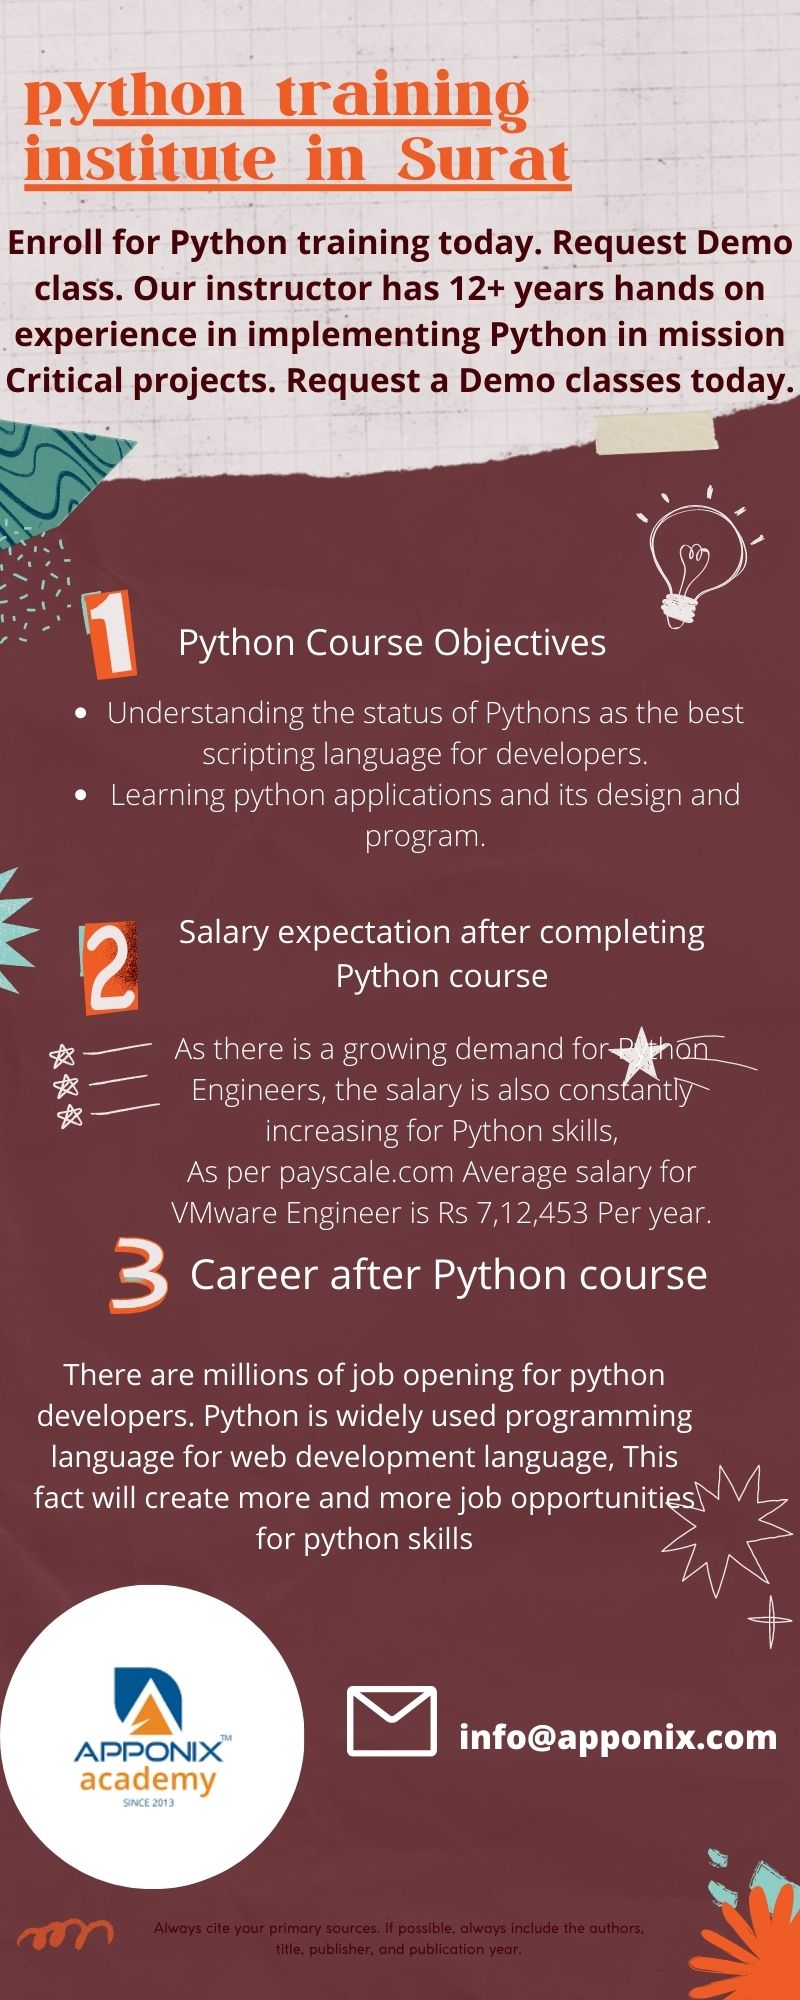 python training
institute in Surat
Enroll for Python training today. Request Demo
class. Our instructor has 12+ years hands on
experience in implementing Python in mission
Critical projects. Request a Demo classes today.
1
Python Course Objectives
• Understanding the status of Pythons as the best
scripting language for developers.
• Learning python applications and its design and
program.
2
Salary expectation after completing
Python course
As there is a growing demand for Python
Engineers, the salary is also constantly
increasing for Python skills,
As per payscale.com Average salary for
VMware Engineer is Rs 7,12,453 Per year.
3 Career after Python course
There are millions of job opening for python
developers. Python is widely used programming
language for web development language, This
fact will create more and more job opportunities
for python skills
APPONIX™
academy
SINCE 2013
info@apponix.com
Always cite your primary sources. If possible, always include the authors,
title, publisher, and publication year.